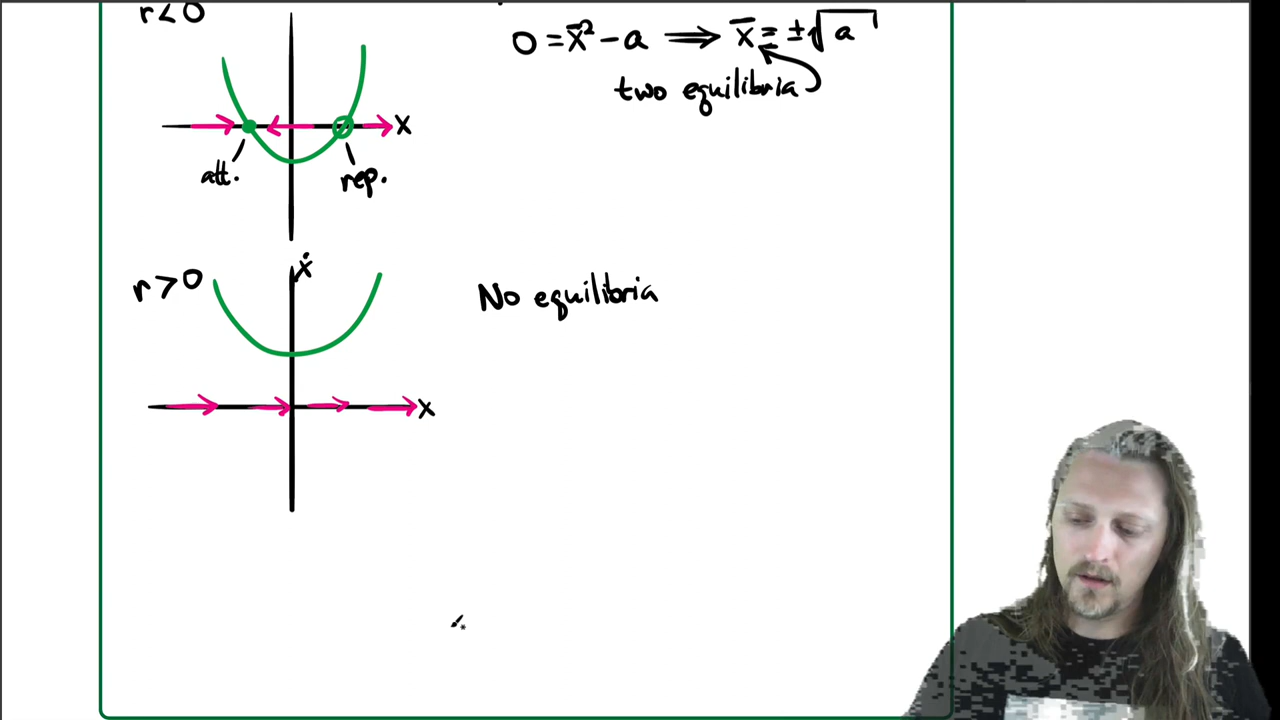 r<0
0 = x̄² - a ⟹ x̄ = ±√a
two equilibria
x
att.
rep.
ẋ
r>0
No equilibria
x